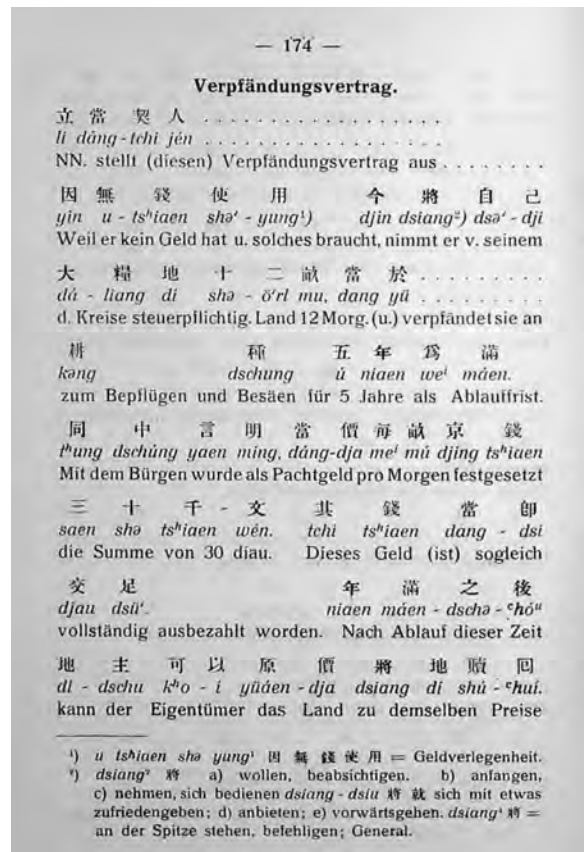 — 174 —
Verpfändungsvertrag.
立 當 契 人 . . . . . . . . . . . . . . . . . .
li dáng - tchi jén . . . . . . . . . . . . . . . . . .
NN. stellt (diesen) Verpfändungsvertrag aus . . . . . . . .
因 無 錢 使 用 今 將 自 己
yin u - tsʰiaen shə' - yung¹) djin dsiang²) dsə' - dji
Weil er kein Geld hat u. solches braucht, nimmt er v. seinem
大 糧 地 十 二 畝 當 於 . . . . . . . . . .
dá - liang di shə - ö'rl mu, dang yü . . . . . . . . . .
d. Kreise steuerpflichtig. Land 12 Morg. (u.) verpfändet sie an
耕 種 五 年 爲 滿
kəng dschung ú niaen weⁱ máen.
zum Bepflügen und Besäen für 5 Jahre als Ablauffrist.
同 中 言 明 當 價 每 畝 京 錢
tʰung dschúng yaen ming, dáng-dja meⁱ mú djing tsʰiaen
Mit dem Bürgen wurde als Pachtgeld pro Morgen festgesetzt
三 十 千 - 文 其 錢 當 卽
saen shə tsʰiaen wén. tchi tsʰiaen dang - dsi
die Summe von 30 diau. Dieses Geld (ist) sogleich
交 足 年 滿 之 後
djau dsü'. niaen máen - dschə - ᶜhóᵘ
vollständig ausbezahlt worden. Nach Ablauf dieser Zeit
地 主 可 以 原 價 將 地 贖 回
di - dschu kʰo - i yüáen - dja dsiang di shú - ᶜhui.
kann der Eigentümer das Land zu demselben Preise
¹) u tsʰiaen shə yung¹ 因 無 錢 使 用 = Geldverlegenheit.
²) dsiang² 將 a) wollen, beabsichtigen. b) anfangen,
c) nehmen, sich bedienen dsiang - dsiu 將 就 sich mit etwas
zufriedengeben; d) anbieten; e) vorwärtsgehen. dsiang⁴ 將 =
an der Spitze stehen, befehligen; General.